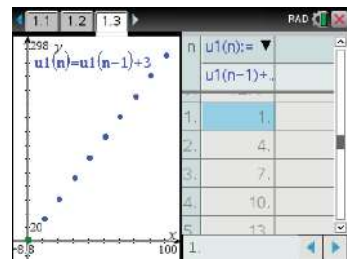 1.1 1.2 1.3 RAD
298 y
u1(n)=u1(n-1)+3
20
-8.8 x 100
n u1(n):= ▼
u1(n-1)+..
1. 1.
2. 4.
3. 7.
4. 10.
5. 13.
1.